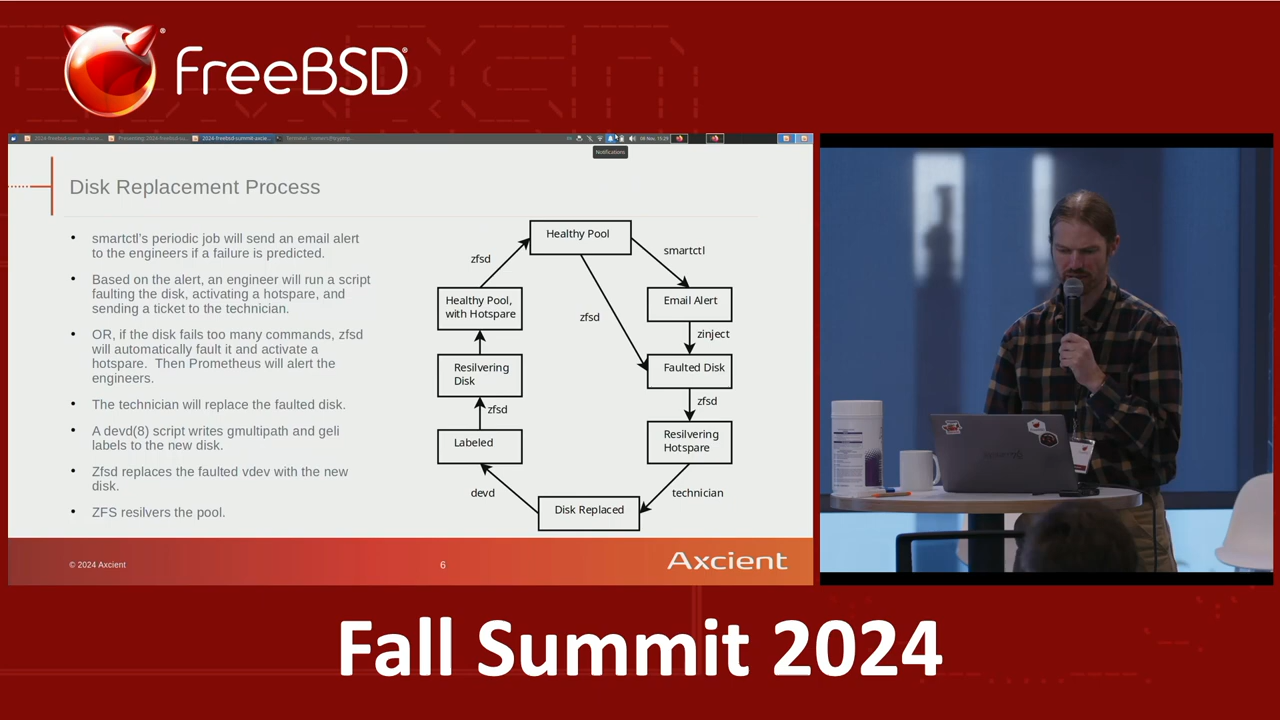 FreeBSD®
Notifications
Disk Replacement Process
• smartctl's periodic job will send an email alert
to the engineers if a failure is predicted.
• Based on the alert, an engineer will run a script
faulting the disk, activating a hotspare, and
sending a ticket to the technician.
• OR, if the disk fails too many commands, zfsd
will automatically fault it and activate a
hotspare. Then Prometheus will alert the
engineers.
• The technician will replace the faulted disk.
• A devd(8) script writes gmultipath and geli
labels to the new disk.
• Zfsd replaces the faulted vdev with the new
disk.
• ZFS resilvers the pool.
Healthy Pool
smartctl
Email Alert
zinject
zfsd
Faulted Disk
zfsd
Resilvering
Hotspare
technician
Disk Replaced
devd
Labeled
zfsd
Resilvering
Disk
Healthy Pool,
with Hotspare
zfsd
© 2024 Axcient
6
Axcient
Fall Summit 2024